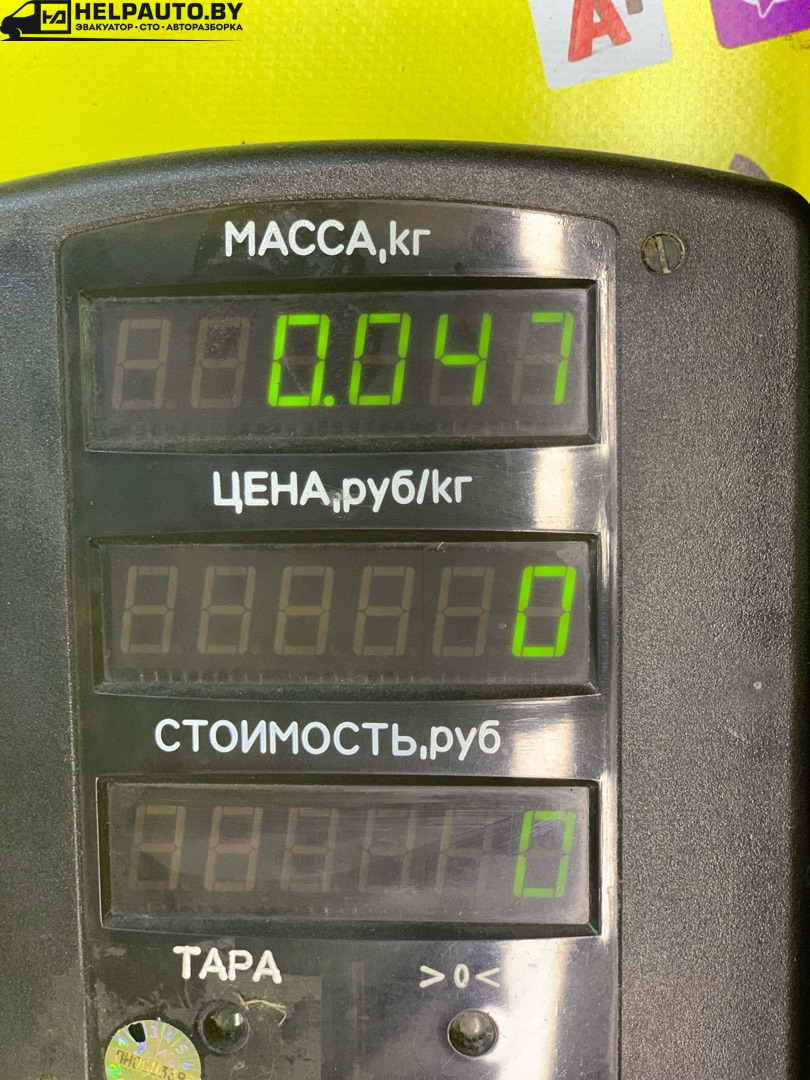 HELPAUTO.BY
ЭВАКУАТОР•СТО•АВТОРАЗБОРКА
МАССА,кг
0.047
ЦЕНА,руб/кг
0
СТОИМОСТЬ,руб
0
ТАРА
>0<